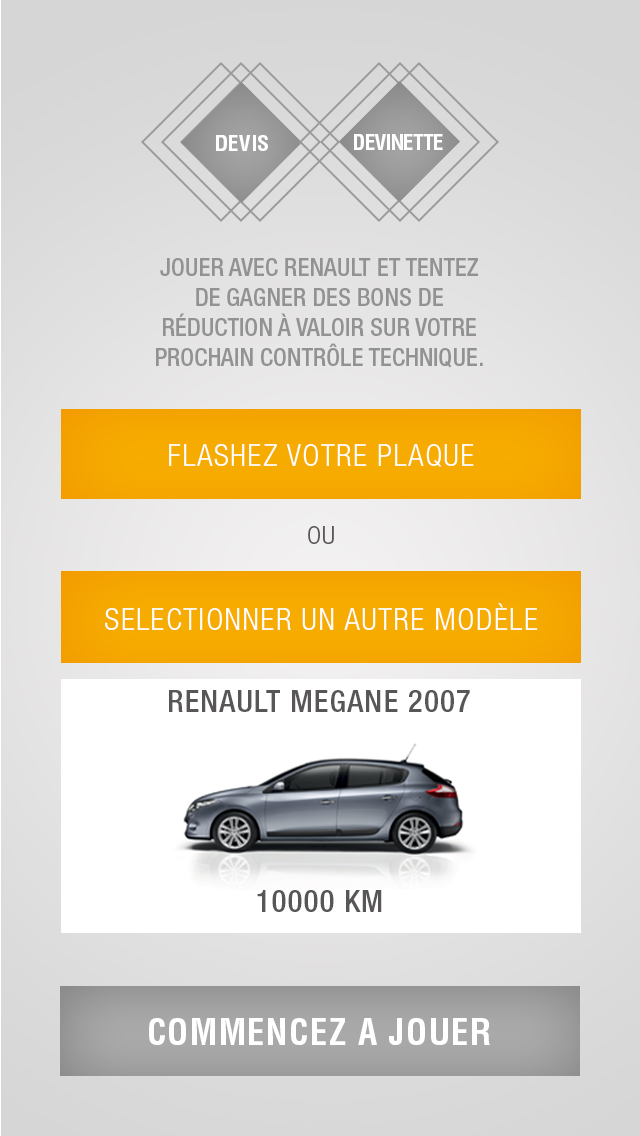 DEVIS
DEVINETTE
JOUER AVEC RENAULT ET TENTEZ
DE GAGNER DES BONS DE
RÉDUCTION À VALOIR SUR VOTRE
PROCHAIN CONTRÔLE TECHNIQUE.
FLASHEZ VOTRE PLAQUE
OU
SELECTIONNER UN AUTRE MODÈLE
RENAULT MEGANE 2007
10000 KM
COMMENCEZ A JOUER